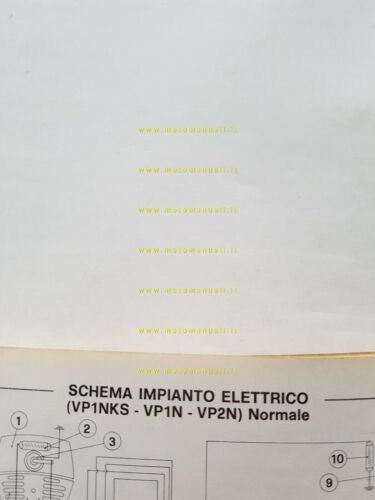 www.motomanuali.it
www.motomanuali.it
www.motomanuali.it
www.motomanuali.it
www.motomanuali.it
www.motomanuali.it
SCHEMA IMPIANTO ELETTRICO
(VP1NKS - VP1N - VP2N) Normale
1
2
3
10
9